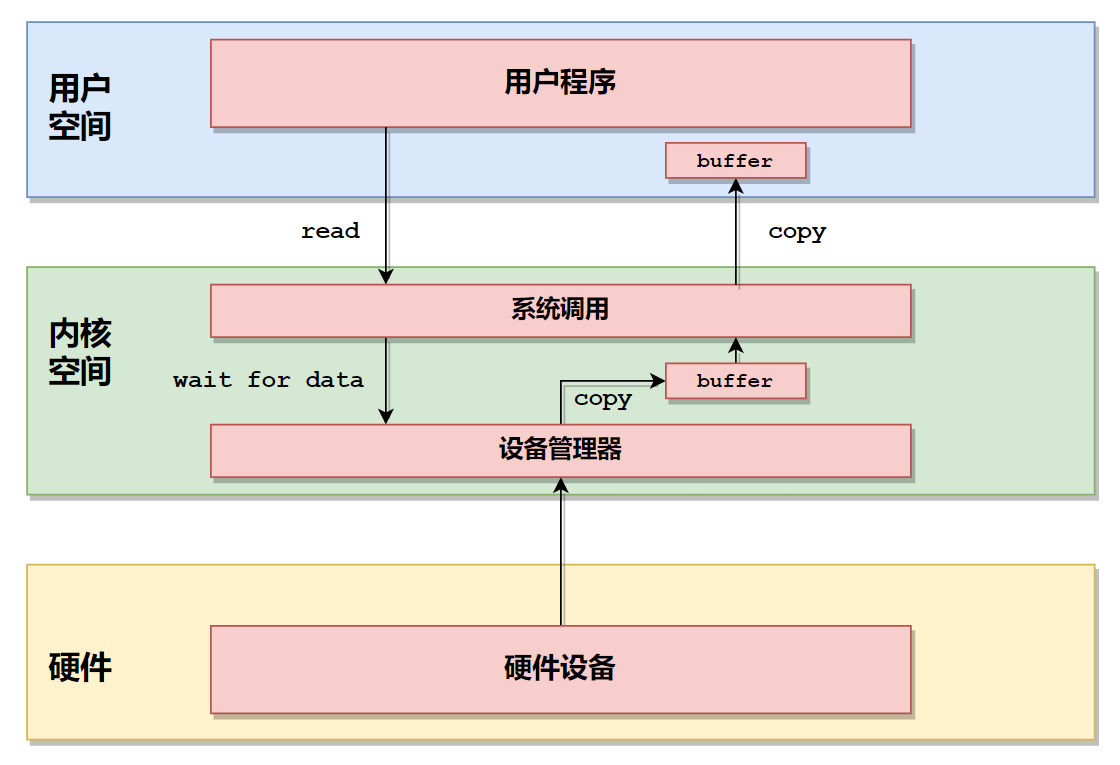 用户
空间
用户程序
buffer
read
copy
内核
空间
系统调用
wait for data
buffer
copy
设备管理器
硬件
硬件设备